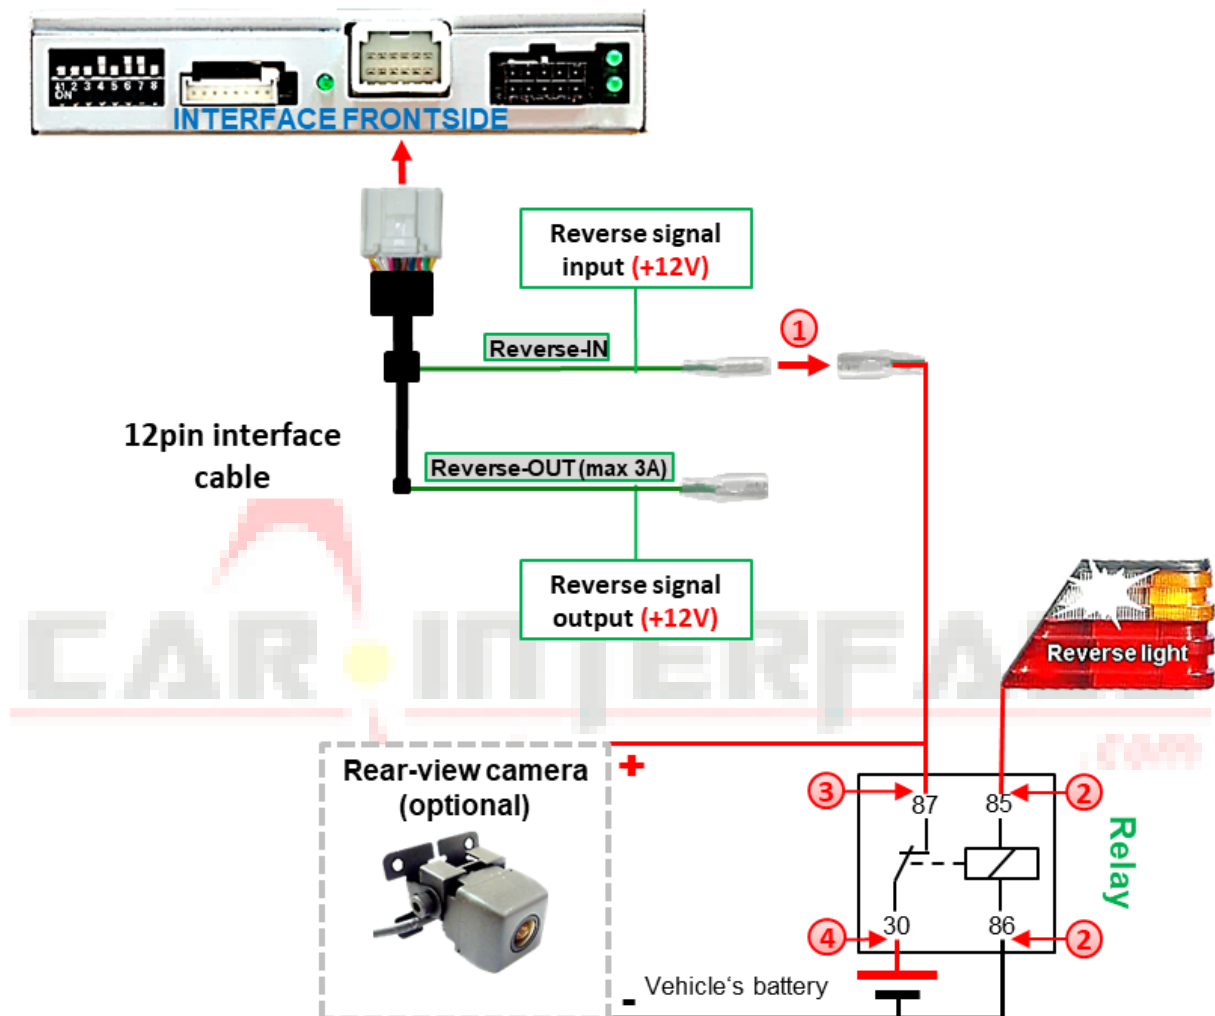 1 2 3 4 5 6 7 8
ON
INTERFACE FRONTSIDE
Reverse signal
input (+12V)
1
Reverse-IN
12pin interface
cable
Reverse-OUT (max 3A)
Reverse signal
output (+12V)
CAR INTERFACE
.com
Reverse light
Rear-view camera
(optional)
+
3
87
85
2
Relay
4
30
86
2
- Vehicle‘s battery